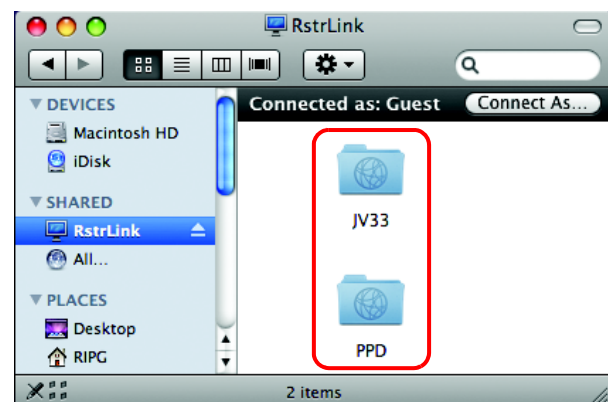 RstrLink
DEVICES
Macintosh HD
iDisk
SHARED
RstrLink
All...
PLACES
Desktop
RIPG
Connected as: Guest
Connect As...
JV33
PPD
2 items